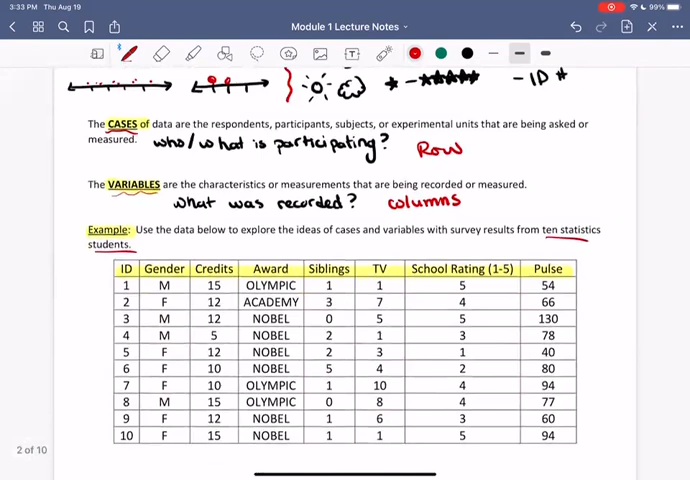 3:33 PM Thu Aug 19
99%
Module 1 Lecture Notes
- ID #
The CASES of data are the respondents, participants, subjects, or experimental units that are being asked or
measured. who/what is participating? Row
The VARIABLES are the characteristics or measurements that are being recorded or measured.
what was recorded? columns
Example: Use the data below to explore the ideas of cases and variables with survey results from ten statistics
students.
ID Gender Credits Award Siblings TV School Rating (1-5) Pulse
1 M 15 OLYMPIC 1 1 5 54
2 F 12 ACADEMY 3 7 4 66
3 M 12 NOBEL 0 5 5 130
4 M 5 NOBEL 2 1 3 78
5 F 12 NOBEL 2 3 1 40
6 F 10 NOBEL 5 4 2 80
7 F 10 OLYMPIC 1 10 4 94
8 M 15 OLYMPIC 0 8 4 77
9 F 12 NOBEL 1 6 3 60
10 F 15 NOBEL 1 1 5 94
2 of 10